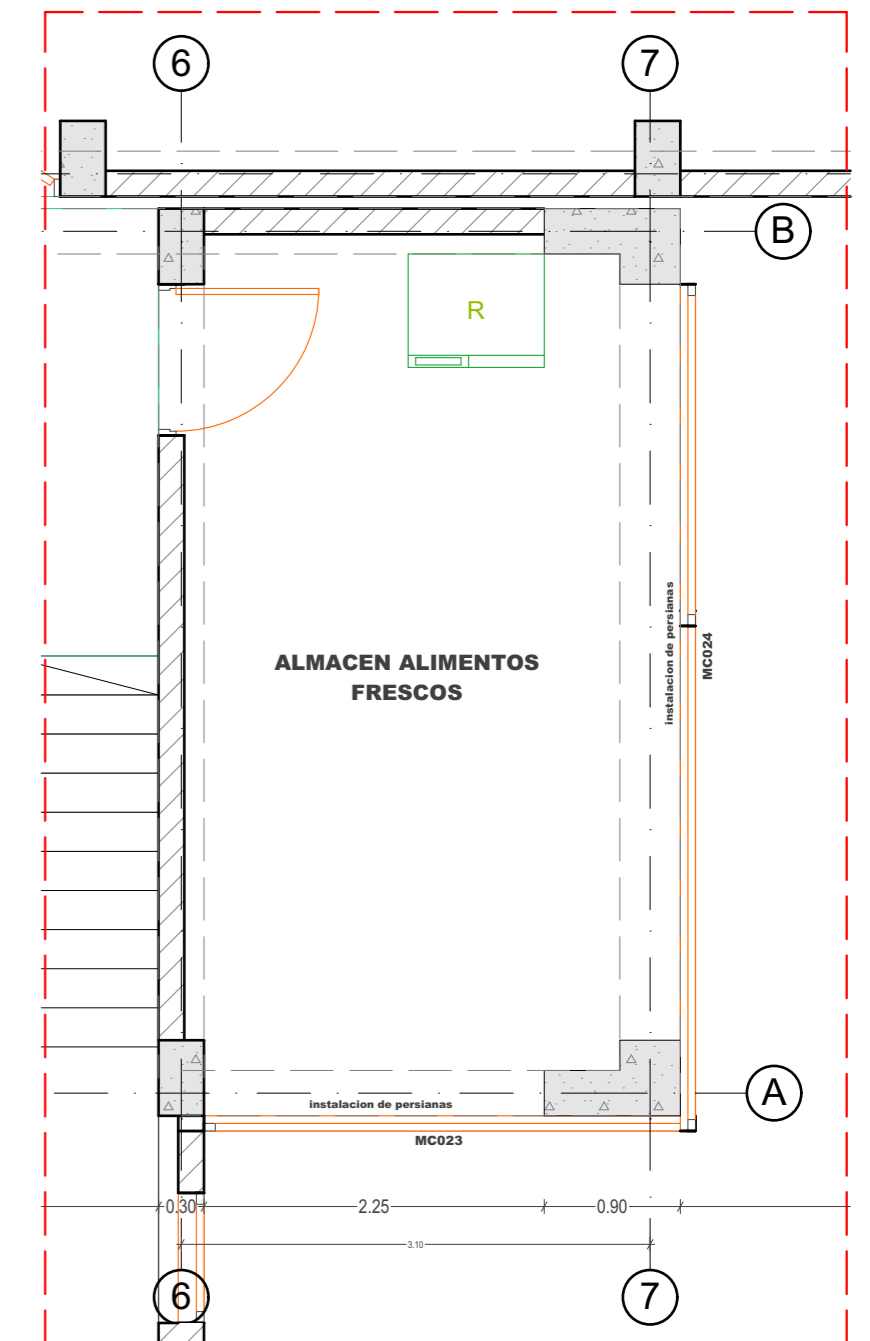 6
7
B
R
ALMACEN ALIMENTOS
FRESCOS
instalacion de persianas
MC024
A
instalacion de persianas
MC023
0.30
2.25
0.90
3.10
6
7